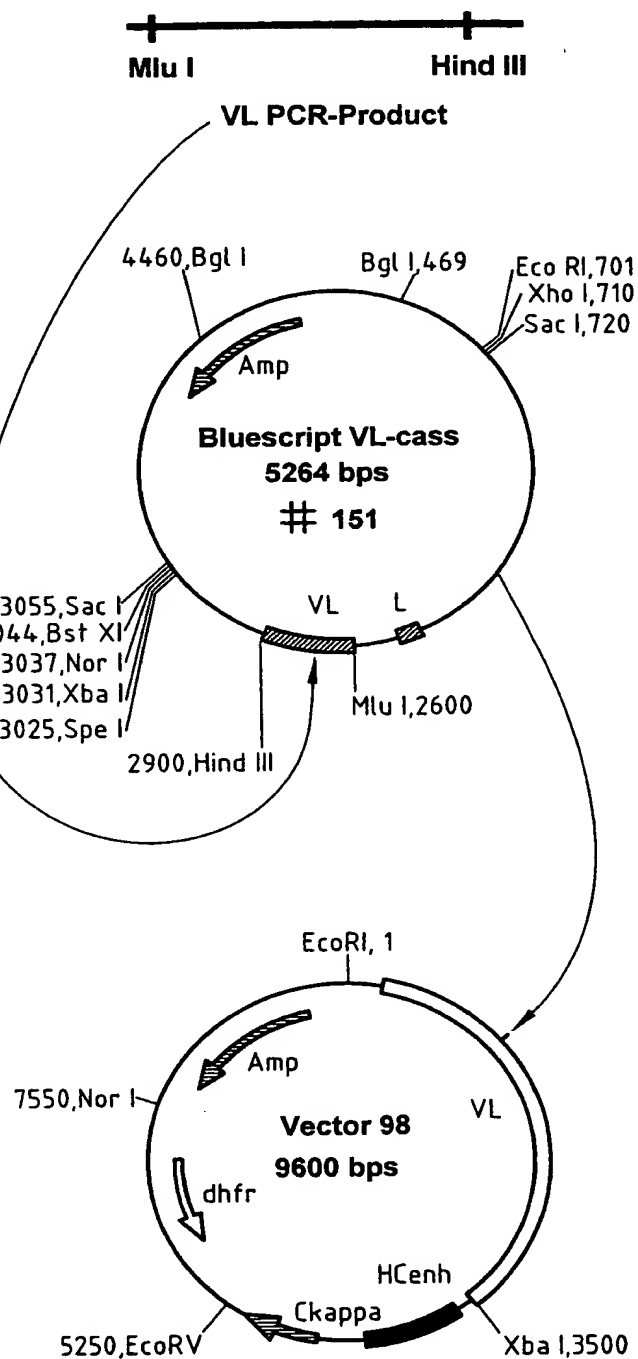 Mlu I
Hind III
VL PCR-Product
4460,Bgl I
Bgl I,469
Eco RI,701
Xho I,710
Sac I,720
Amp
Bluescript VL-cass
5264 bps
# 151
3055,Sac I
044,Bst XI
3037,Nor I
3031,Xba I
3025,Spe I
VL
L
Mlu I,2600
2900,Hind III
EcoRI, 1
Amp
7550,Nor I
VL
Vector 98
9600 bps
dhfr
HCenh
Ckappa
5250,EcoRV
Xba I,3500